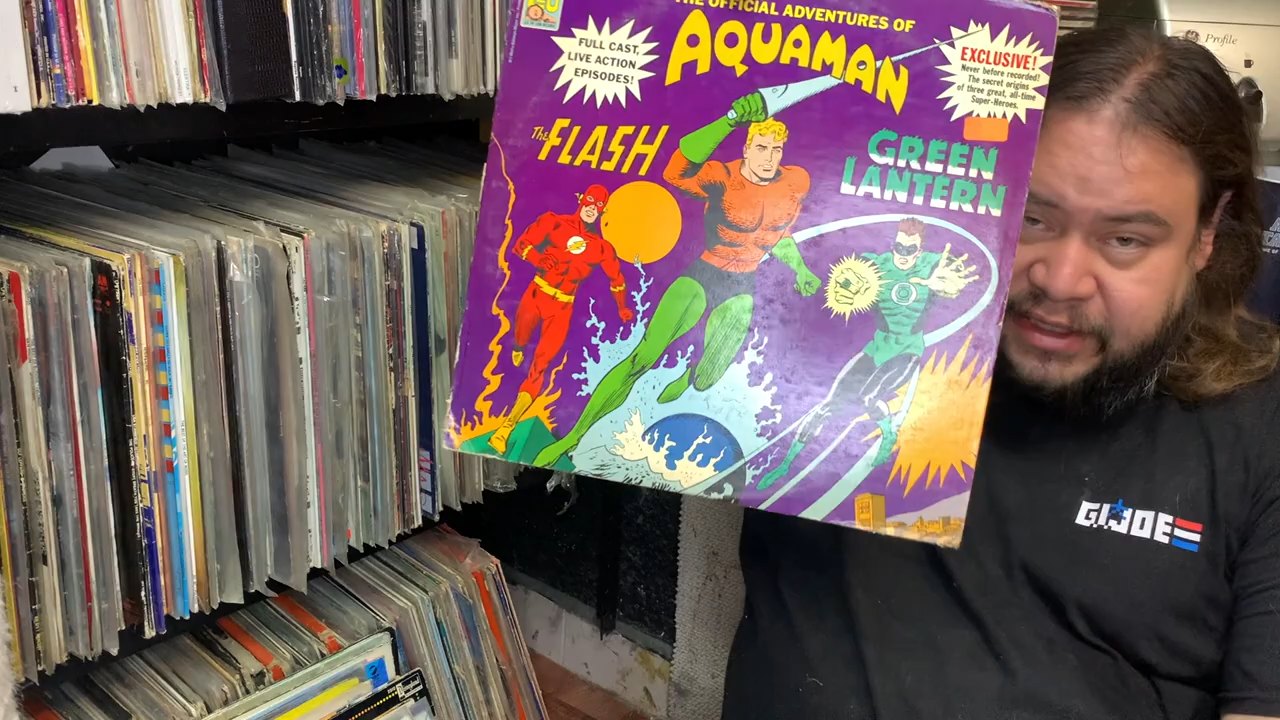 THE OFFICIAL ADVENTURES OF
AQUAMAN
FULL CAST,
LIVE ACTION
EPISODES!
EXCLUSIVE!
Never before recorded!
The secret origins
of three great, all-time
Super-Heroes.
The FLASH
GREEN
LANTERN
Profile
GIJOE